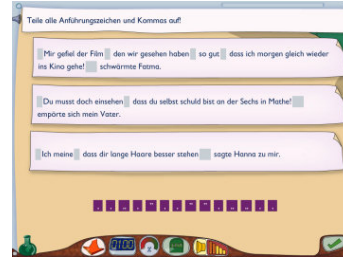 Teile alle Anführungszeichen und Kommas auf!
Mir gefiel der Film den wir gesehen haben so gut dass ich morgen gleich wieder
ins Kino gehe! schwärmte Fatma.
Du musst doch einsehen dass du selbst schuld bist an der Sechs in Mathe!
empörte sich mein Vater.
Ich meine dass dir lange Haare besser stehen sagte Hanna zu mir.